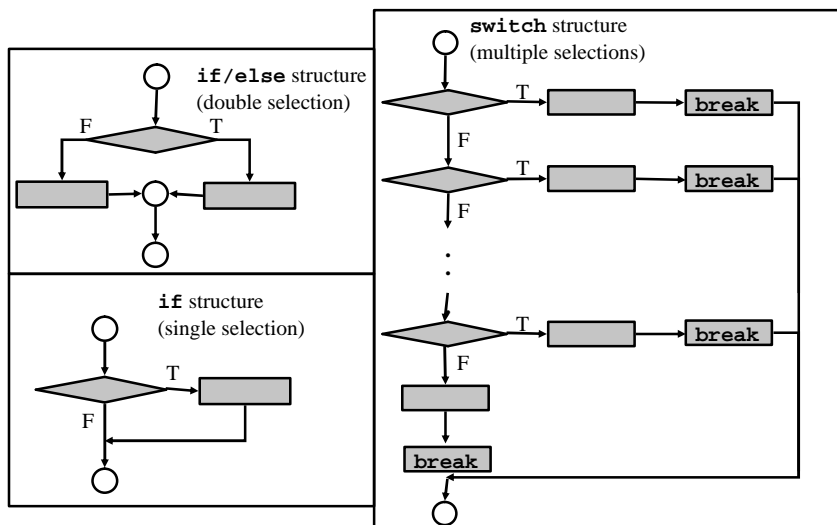 if/else structure
(double selection)
F T
if structure
(single selection)
T
F
switch structure
(multiple selections)
T break
F
T break
F
.
.
.
T break
F
break